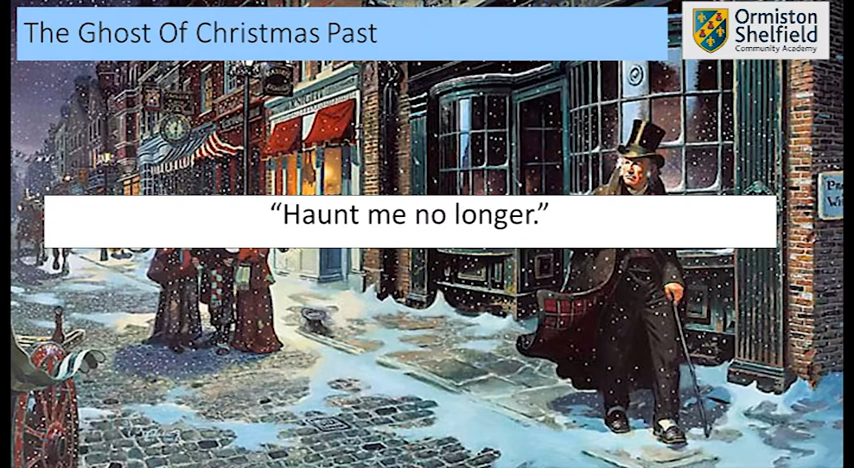 The Ghost Of Christmas Past
Ormiston
Shelfield
Community Academy
“Haunt me no longer.”